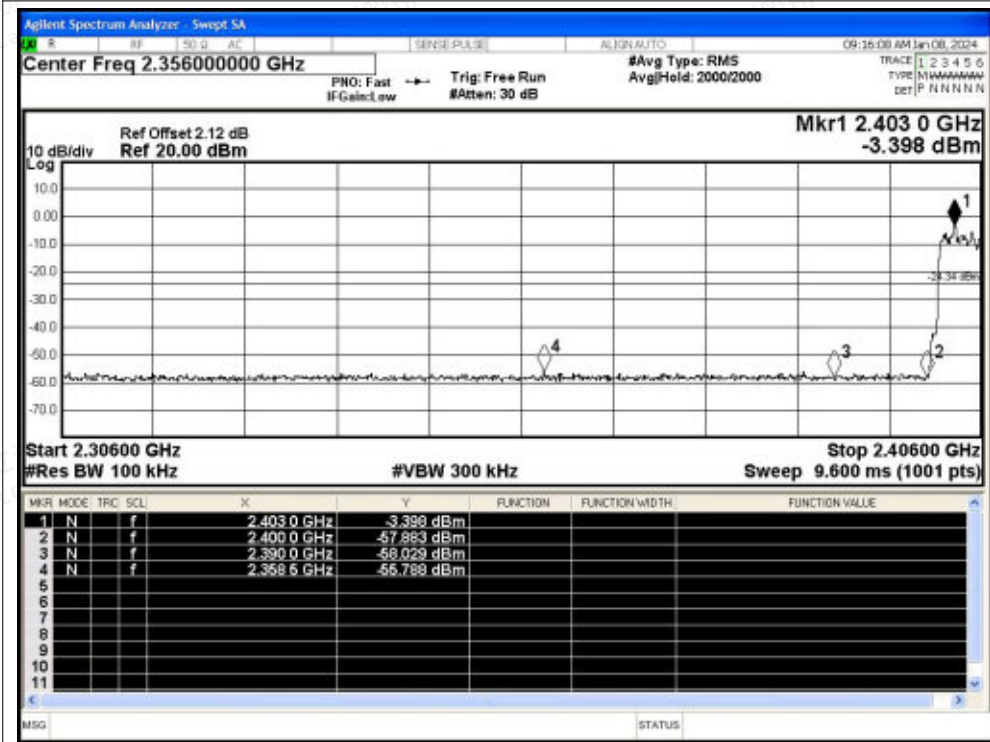 Agilent Spectrum Analyzer - Swept SA
LXI R RF 50 Ω AC SENSE:PULSE ALIGNAUTO 09:16:08 AM Jan 08, 2024
Center Freq 2.356000000 GHz #Avg Type: RMS TRACE 1 2 3 4 5 6
PNO: Fast Trig: Free Run Avg|Hold: 2000/2000 TYPE MWWWWW
IFGain:Low #Atten: 30 dB DET P N N N N N
Mkr1 2.403 0 GHz
Ref Offset 2.12 dB
10 dB/div Ref 20.00 dBm -3.398 dBm
Log
10.0
1
0.00
-10.0
-20.0
-24.34 dBm
-30.0
-40.0
-50.0 4 3 2
-60.0
-70.0
Start 2.30600 GHz Stop 2.40600 GHz
#Res BW 100 kHz #VBW 300 kHz Sweep 9.600 ms (1001 pts)
MKR MODE TRC SCL X Y FUNCTION FUNCTION WIDTH FUNCTION VALUE
1 N f 2.403 0 GHz -3.398 dBm
2 N f 2.400 0 GHz -57.883 dBm
3 N f 2.390 0 GHz -58.029 dBm
4 N f 2.358 5 GHz -55.788 dBm
5
6
7
8
9
10
11
MSG STATUS